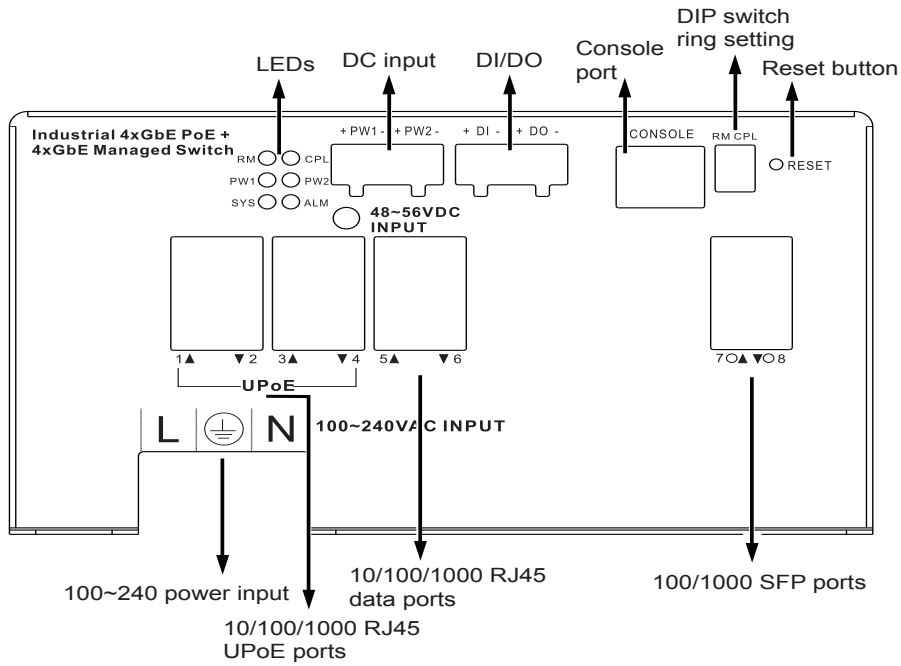 DIP switch
ring setting
Console
port
LEDs
DC input
DI/DO
Reset button
Industrial 4xGbE PoE +
4xGbE Managed Switch
+ PW1 - + PW2 -
+ DI - + DO -
CONSOLE
RM CPL
RM CPL
RESET
PW1 PW2
SYS ALM
48~56VDC
INPUT
1▲ ▼2 3▲ ▼4 5▲ ▼6
7○▲ ▼○8
UPoE
L N
100~240VAC INPUT
100~240 power input
10/100/1000 RJ45
data ports
100/1000 SFP ports
10/100/1000 RJ45
UPoE ports